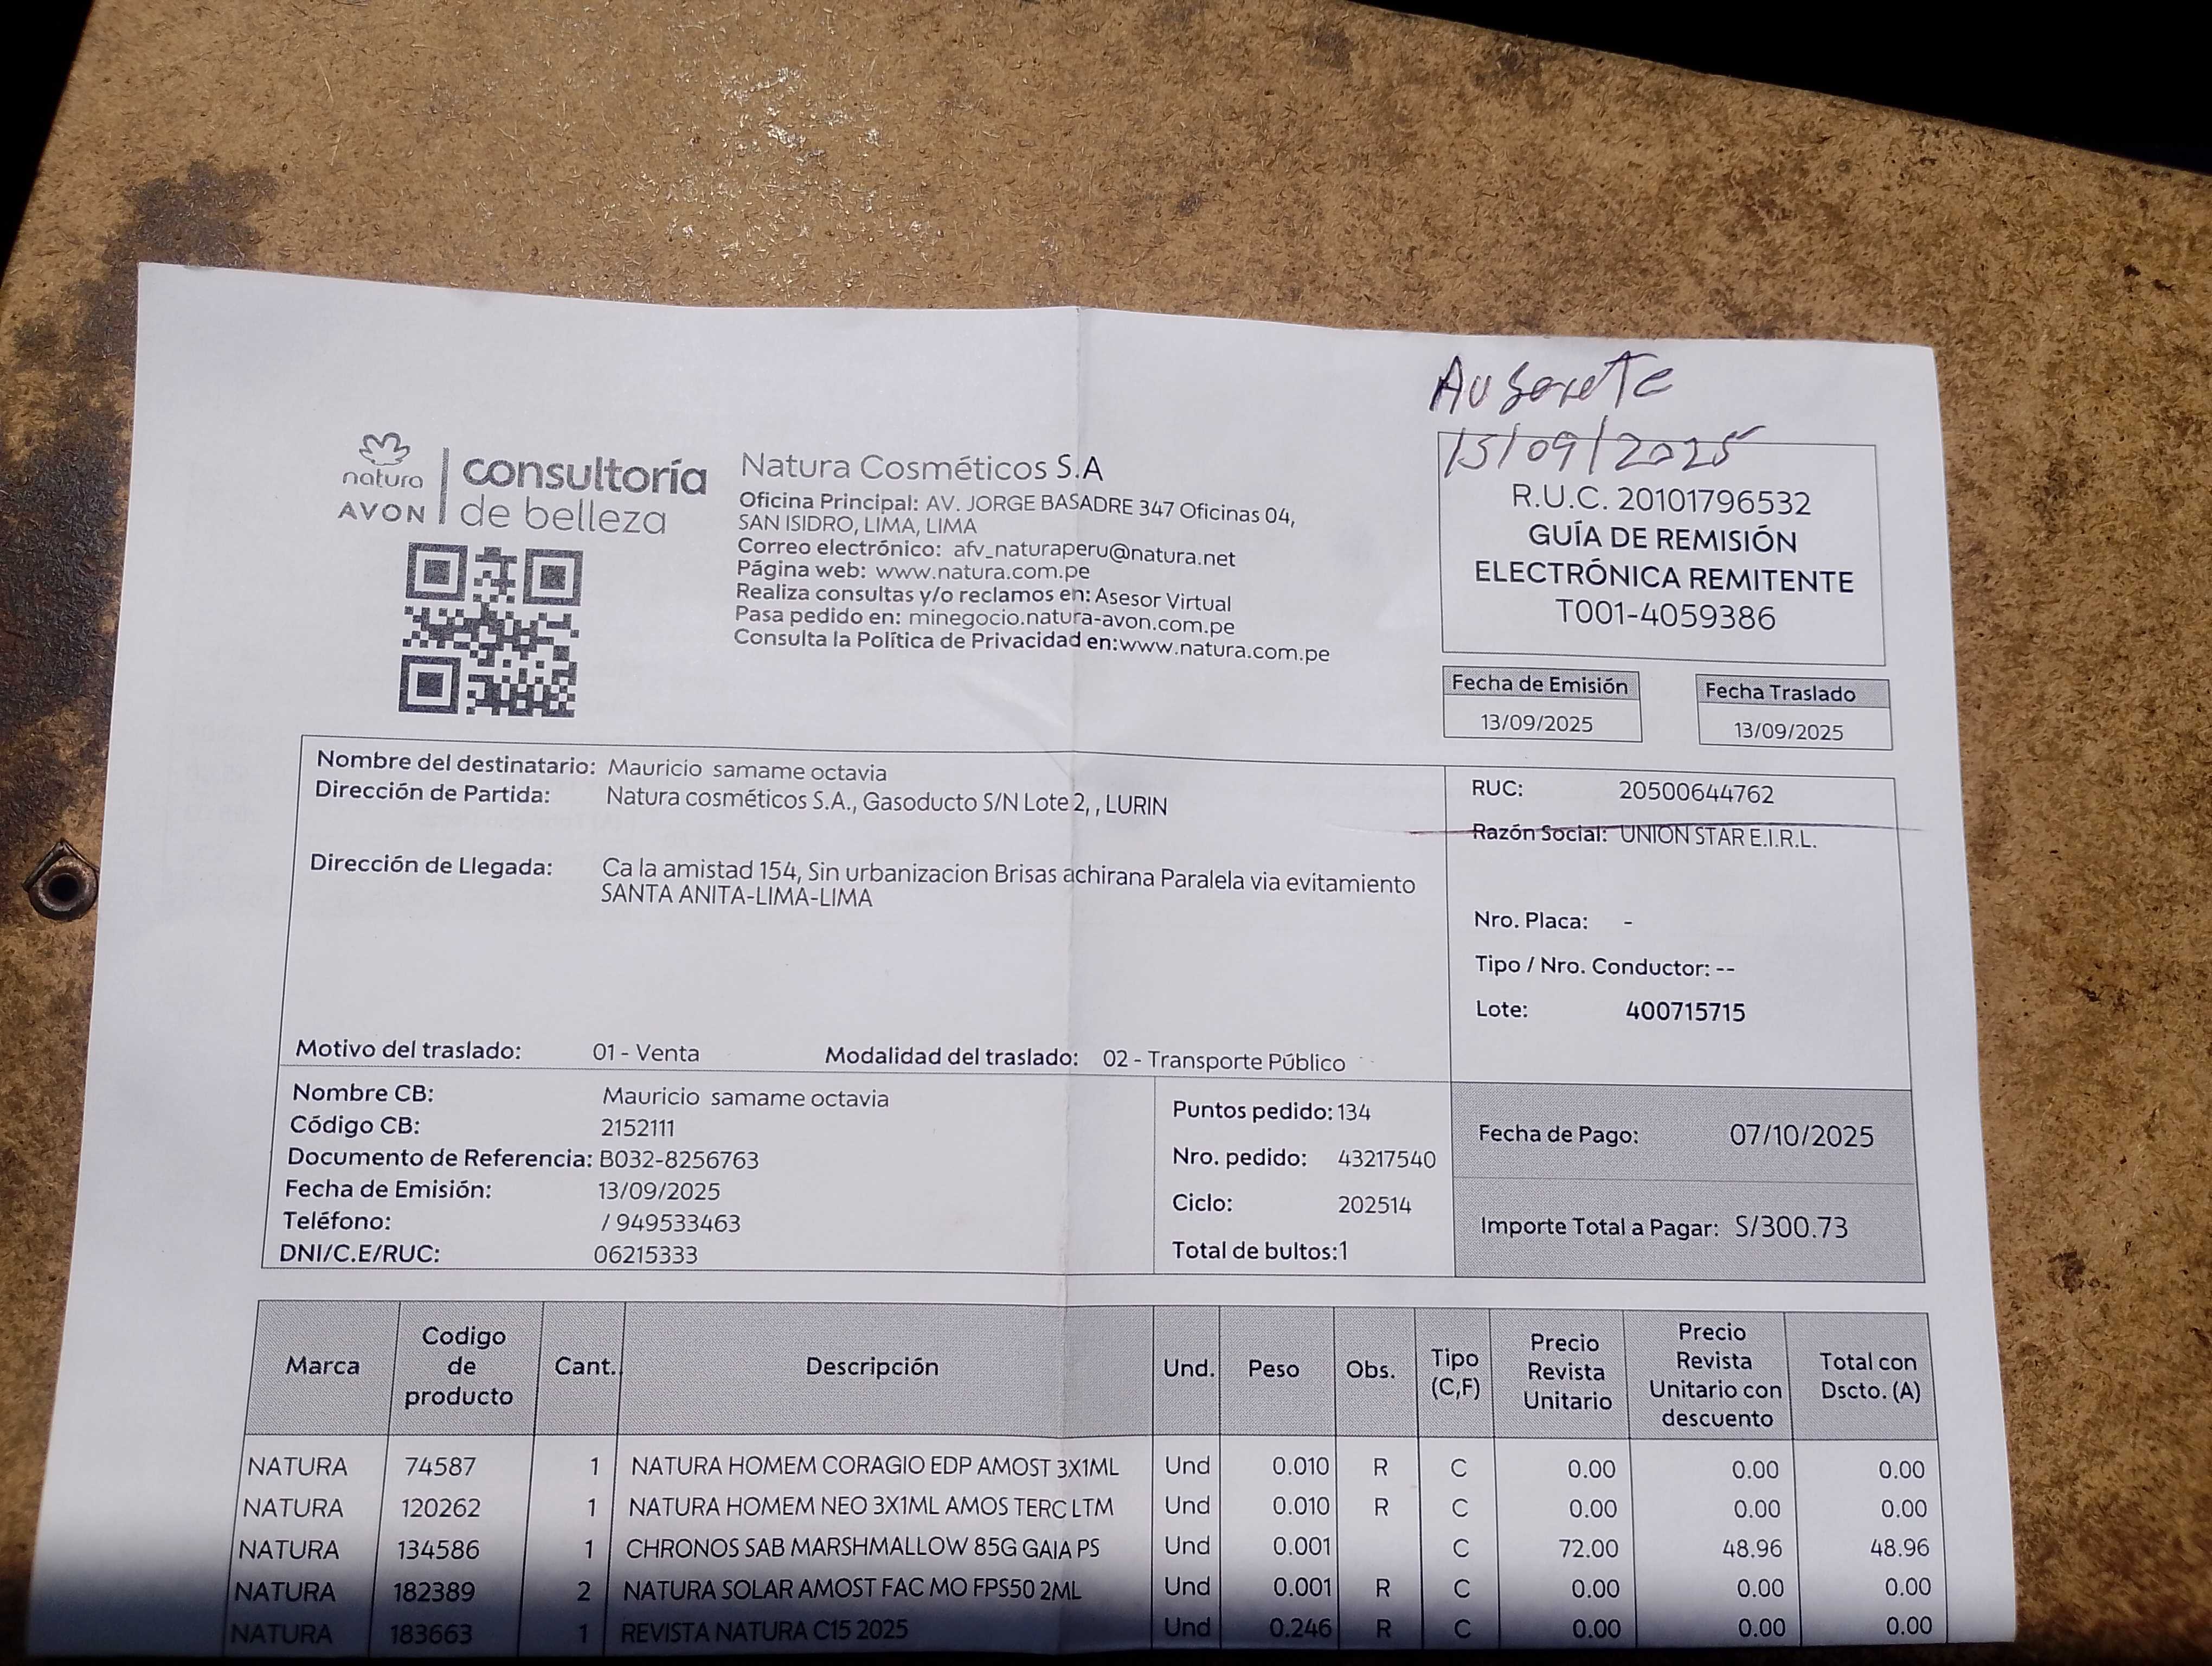 Ausente
15/09/2025
natura
AVON
consultoría
de belleza
Natura Cosméticos S.A
Oficina Principal: AV. JORGE BASADRE 347 Oficinas 04,
SAN ISIDRO, LIMA, LIMA
Correo electrónico: afv_naturaperu@natura.net
Página web: www.natura.com.pe
Realiza consultas y/o reclamos en: Asesor Virtual
Pasa pedido en: minegocio.natura-avon.com.pe
Consulta la Política de Privacidad en:www.natura.com.pe
R.U.C. 20101796532
GUÍA DE REMISIÓN
ELECTRÓNICA REMITENTE
T001-4059386
Fecha de Emisión
13/09/2025
Fecha Traslado
13/09/2025
Nombre del destinatario: Mauricio samame octavia
Dirección de Partida: Natura cosméticos S.A., Gasoducto S/N Lote 2, , LURIN
Dirección de Llegada: Ca la amistad 154, Sin urbanizacion Brisas achirana Paralela via evitamiento
SANTA ANITA-LIMA-LIMA
Motivo del traslado: 01 - Venta Modalidad del traslado: 02 - Transporte Público
RUC: 20500644762
Razón Social: UNION STAR E.I.R.L.
Nro. Placa: -
Tipo / Nro. Conductor: --
Lote: 400715715
Nombre CB: Mauricio samame octavia
Código CB: 2152111
Documento de Referencia: B032-8256763
Fecha de Emisión: 13/09/2025
Teléfono: / 949533463
DNI/C.E/RUC: 06215333
Puntos pedido: 134
Nro. pedido: 43217540
Ciclo: 202514
Total de bultos:1
Fecha de Pago: 07/10/2025
Importe Total a Pagar: S/300.73
Marca Codigo de producto Cant. Descripción Und. Peso Obs. Tipo (C,F) Precio Revista Unitario Precio Revista Unitario con descuento Total con Dscto. (A)
NATURA 74587 1 NATURA HOMEM CORAGIO EDP AMOST 3X1ML Und 0.010 R C 0.00 0.00 0.00
NATURA 120262 1 NATURA HOMEM NEO 3X1ML AMOS TERC LTM Und 0.010 R C 0.00 0.00 0.00
NATURA 134586 1 CHRONOS SAB MARSHMALLOW 85G GAIA PS Und 0.001 C 72.00 48.96 48.96
NATURA 182389 2 NATURA SOLAR AMOST FAC MO FPS50 2ML Und 0.001 R C 0.00 0.00 0.00
NATURA 183663 1 REVISTA NATURA C15 2025 Und 0.246 R C 0.00 0.00 0.00